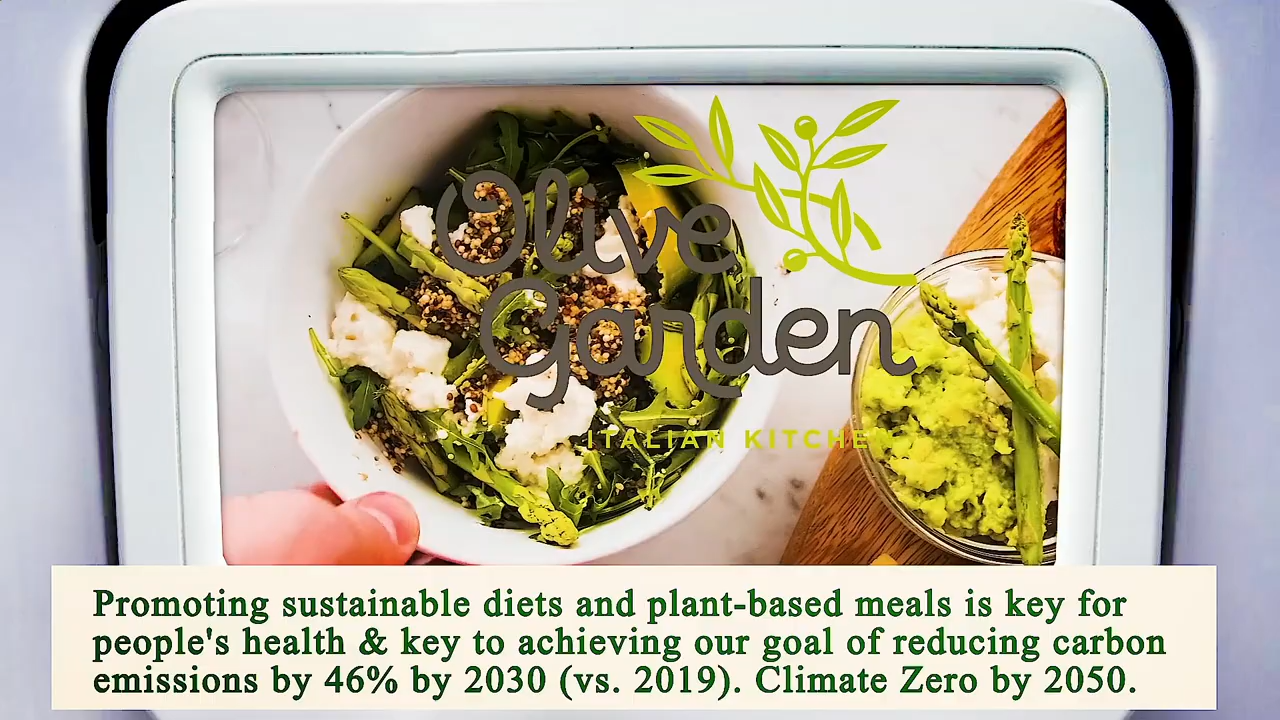 Olive
Garden
ITALIAN KITCHEN
Promoting sustainable diets and plant-based meals is key for
people's health & key to achieving our goal of reducing carbon
emissions by 46% by 2030 (vs. 2019). Climate Zero by 2050.